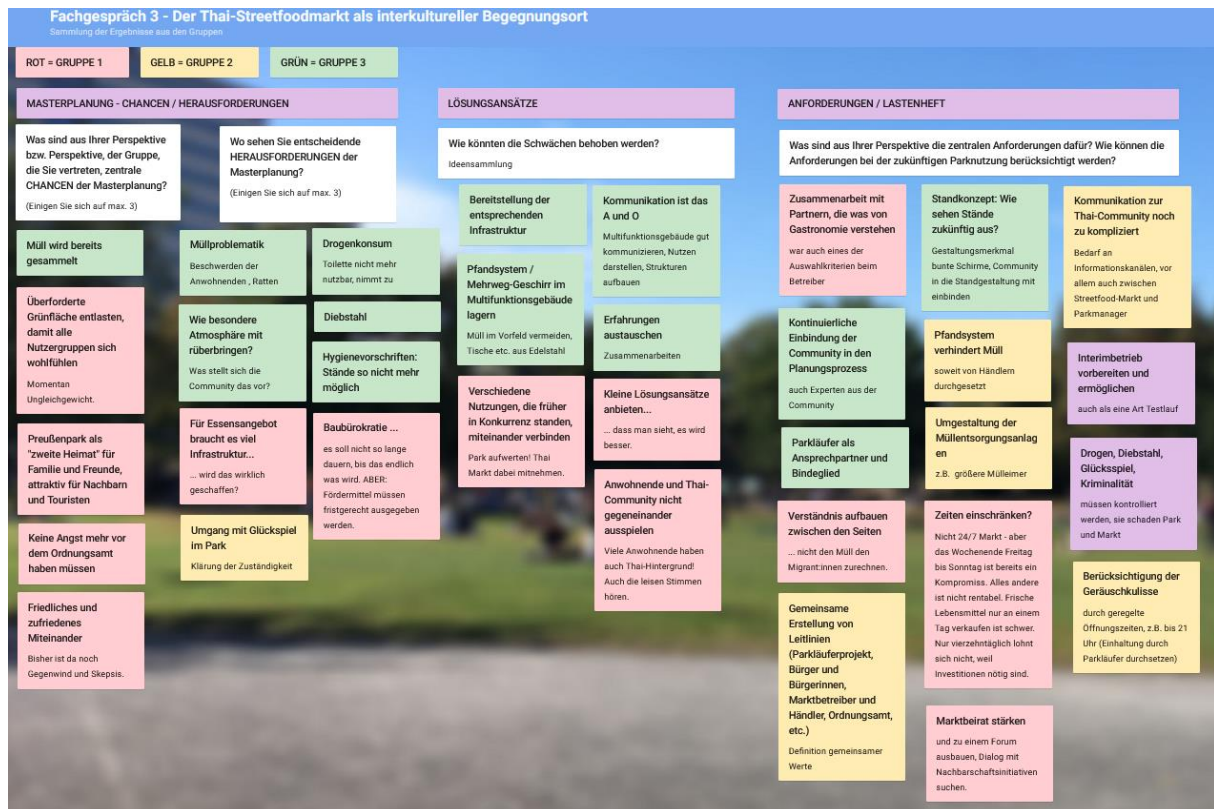 Fachgespräch 3 - Der Thai-Streetfoodmarkt als interkultureller Begegnungsort
Sammlung der Ergebnisse aus den Gruppen
ROT = GRUPPE 1
GELB = GRUPPE 2
GRÜN = GRUPPE 3
MASTERPLANUNG - CHANCEN / HERAUSFORDERUNGEN
Was sind aus Ihrer Perspektive
bzw. Perspektive, der Gruppe,
die Sie vertreten, zentrale
CHANCEN der Masterplanung?
(Einigen Sie sich auf max. 3)
Wo sehen Sie entscheidende
HERAUSFORDERUNGEN der
Masterplanung?
(Einigen Sie sich auf max. 3)
Müll wird bereits
gesammelt
Überforderte
Grünfläche entlasten,
damit alle
Nutzergruppen sich
wohlfühlen
Momentan
Ungleichgewicht.
Preußenpark als
"zweite Heimat" für
Familie und Freunde,
attraktiv für Nachbarn
und Touristen
Keine Angst mehr vor
dem Ordnungsamt
haben müssen
Friedliches und
zufriedenes
Miteinander
Bisher ist da noch
Gegenwind und Skepsis.
Müllproblematik
Beschwerden der
Anwohnenden , Ratten
Wie besondere
Atmosphäre mit
rüberbringen?
Was stellt sich die
Community das vor?
Für Essensangebot
braucht es viel
Infrastruktur...
... wird das wirklich
geschaffen?
Umgang mit Glückspiel
im Park
Klärung der Zuständigkeit
Drogenkonsum
Toilette nicht mehr
nutzbar, nimmt zu
Diebstahl
Hygienevorschriften:
Stände so nicht mehr
möglich
Baubürokratie ...
es soll nicht so lange
dauern, bis das endlich
was wird. ABER:
Fördermittel müssen
fristgerecht ausgegeben
werden.
LÖSUNGSANSÄTZE
Wie könnten die Schwächen behoben werden?
Ideensammlung
Bereitstellung der
entsprechenden
Infrastruktur
Pfandsystem /
Mehrweg-Geschirr im
Multifunktionsgebäude
lagern
Müll im Vorfeld vermeiden,
Tische etc. aus Edelstahl
Verschiedene
Nutzungen, die früher
in Konkurrenz standen,
miteinander verbinden
Park aufwerten! Thai
Markt dabei mitnehmen.
Kommunikation ist das
A und O
Multifunktionsgebäude gut
kommunizieren, Nutzen
darstellen, Strukturen
aufbauen
Erfahrungen
austauschen
Zusammenarbeiten
Kleine Lösungsansätze
anbieten...
... dass man sieht, es wird
besser.
Anwohnende und Thai-
Community nicht
gegeneinander
ausspielen
Viele Anwohnende haben
auch Thai-Hintergrund!
Auch die leisen Stimmen
hören.
ANFORDERUNGEN / LASTENHEFT
Was sind aus Ihrer Perspektive die zentralen Anforderungen dafür? Wie können die
Anforderungen bei der zukünftigen Parknutzung berücksichtigt werden?
Zusammenarbeit mit
Partnern, die was von
Gastronomie verstehen
war auch eines der
Auswahlkriterien beim
Betreiber
Kontinuierliche
Einbindung der
Community in den
Planungsprozess
auch Experten aus der
Community
Parkläufer als
Ansprechpartner und
Bindeglied
Verständnis aufbauen
zwischen den Seiten
... nicht den Müll den
Migrant:innen zurechnen.
Gemeinsame
Erstellung von
Leitlinien
(Parkläuferprojekt,
Bürger und
Bürgerinnen,
Marktbetreiber und
Händler, Ordnungsamt,
etc.)
Definition gemeinsamer
Werte
Standkonzept: Wie
sehen Stände
zukünftig aus?
Gestaltungsmerkmal
bunte Schirme, Community
in die Standgestaltung mit
einbinden
Pfandsystem
verhindert Müll
soweit von Händlern
durchgesetzt
Umgestaltung der
Müllentsorgungsanlag
en
z.B. größere Mülleimer
Zeiten einschränken?
Nicht 24/7 Markt - aber
das Wochenende Freitag
bis Sonntag ist bereits ein
Kompromiss. Alles andere
ist nicht rentabel. Frische
Lebensmittel nur an einem
Tag verkaufen ist schwer.
Nur vierzehntäglich lohnt
sich nicht, weil
Investitionen nötig sind.
Marktbeirat stärken
und zu einem Forum
ausbauen, Dialog mit
Nachbarschaftsinitiativen
suchen.
Kommunikation zur
Thai-Community noch
zu kompliziert
Bedarf an
Informationskanälen, vor
allem auch zwischen
Streetfood-Markt und
Parkmanager
Interimbetrieb
vorbereiten und
ermöglichen
auch als eine Art Testlauf
Drogen, Diebstahl,
Glücksspiel,
Kriminalität
müssen kontrolliert
werden, sie schaden Park
und Markt
Berücksichtigung der
Geräuschkulisse
durch geregelte
Öffnungszeiten, z.B. bis 21
Uhr (Einhaltung durch
Parkläufer durchsetzen)